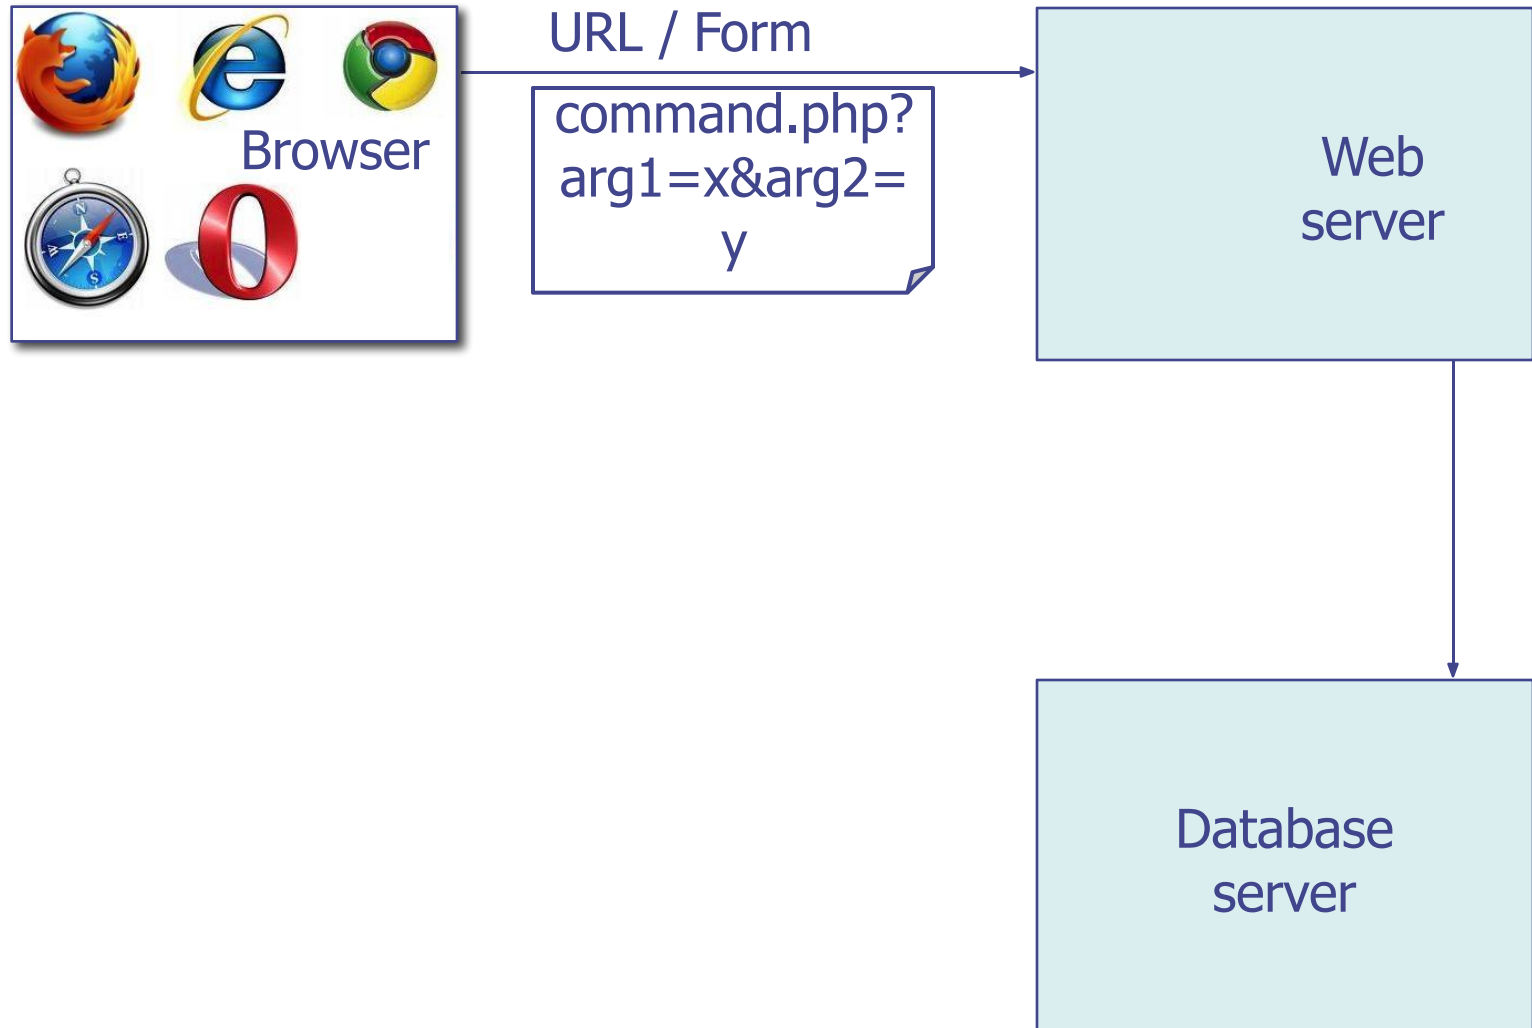 URL / Form
command.php?
arg1=x&arg2=
y
Browser
Web
server
N
E
S
W
Database
server